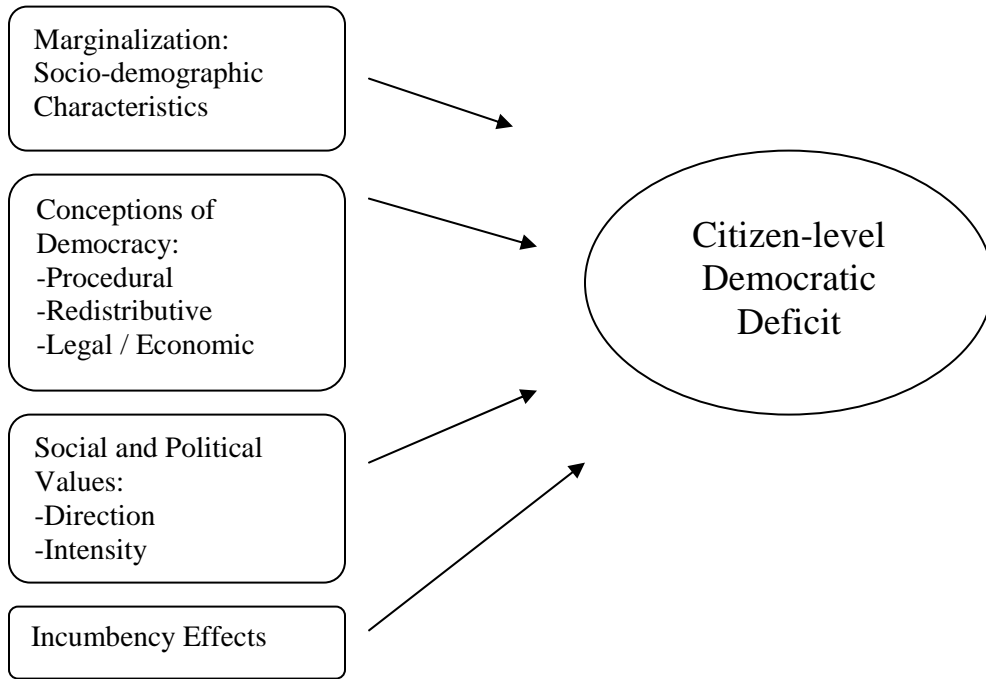 Marginalization:
Socio-demographic
Characteristics
Conceptions of
Democracy:
-Procedural
-Redistributive
-Legal / Economic
Social and Political
Values:
-Direction
-Intensity
Incumbency Effects
Citizen-level
Democratic
Deficit